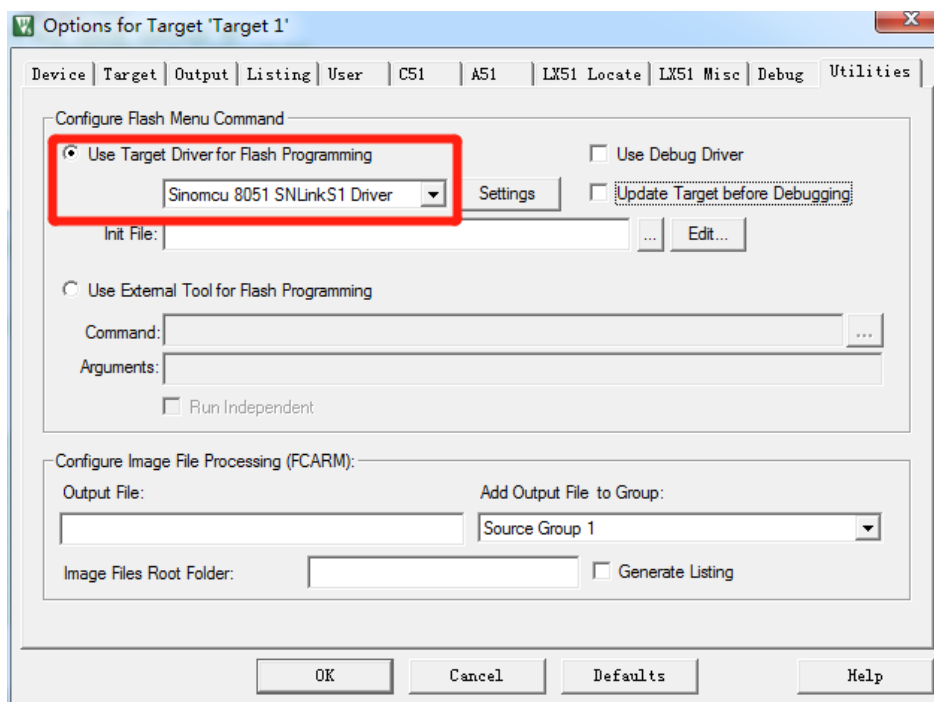 Options for Target 'Target 1'
Device Target Output Listing User C51 A51 LX51 Locate LX51 Misc Debug Utilities
Configure Flash Menu Command
Use Target Driver for Flash Programming Use Debug Driver
Sinomcu 8051 SNLinkS1 Driver Settings Update Target before Debugging
Init File: ... Edit...
Use External Tool for Flash Programming
Command: ...
Arguments:
Run Independent
Configure Image File Processing (FCARM):
Output File: Add Output File to Group:
Source Group 1
Image Files Root Folder: Generate Listing
OK Cancel Defaults Help